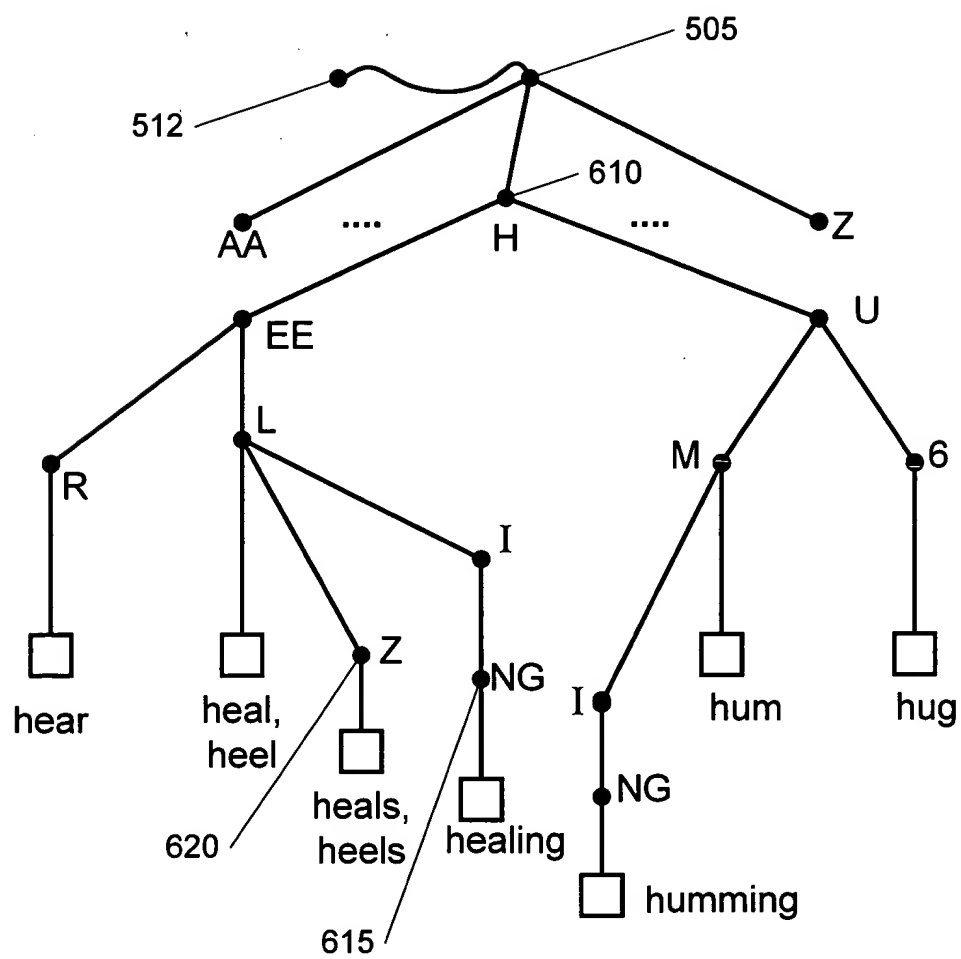 505
512
610
AA
....
H
....
Z
EE
U
L
R
M
6
I
Z
NG
hear
heal,
heel
I
hum
hug
heals,
heels
healing
NG
620
humming
615